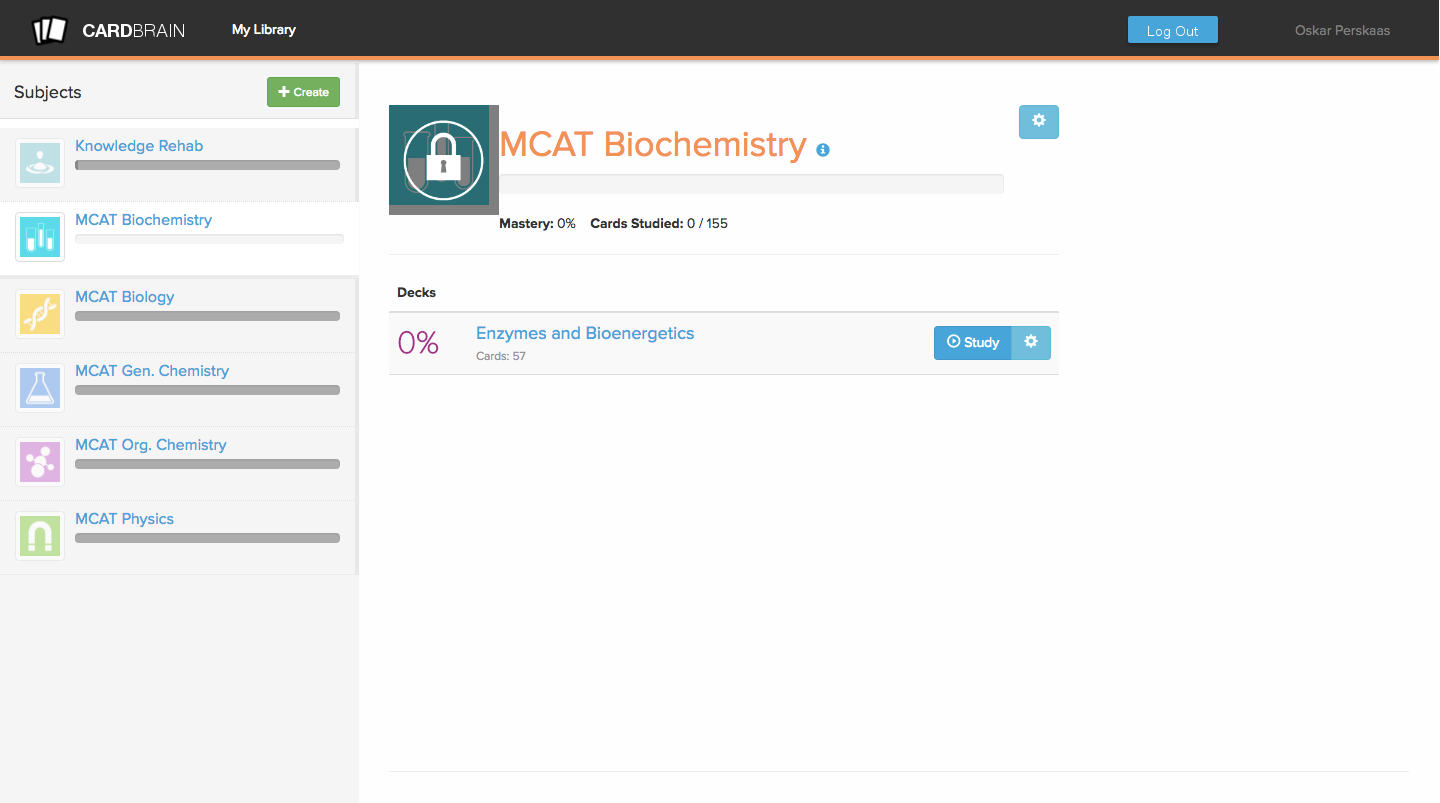 CARDBRAIN My Library Log Out Oskar Perskaas
Subjects Create
Knowledge Rehab
MCAT Biochemistry
MCAT Biology
MCAT Gen. Chemistry
MCAT Org. Chemistry
MCAT Physics
MCAT Biochemistry
Mastery: 0% Cards Studied: 0 / 155
Decks
0% Enzymes and Bioenergetics Study
Cards: 57